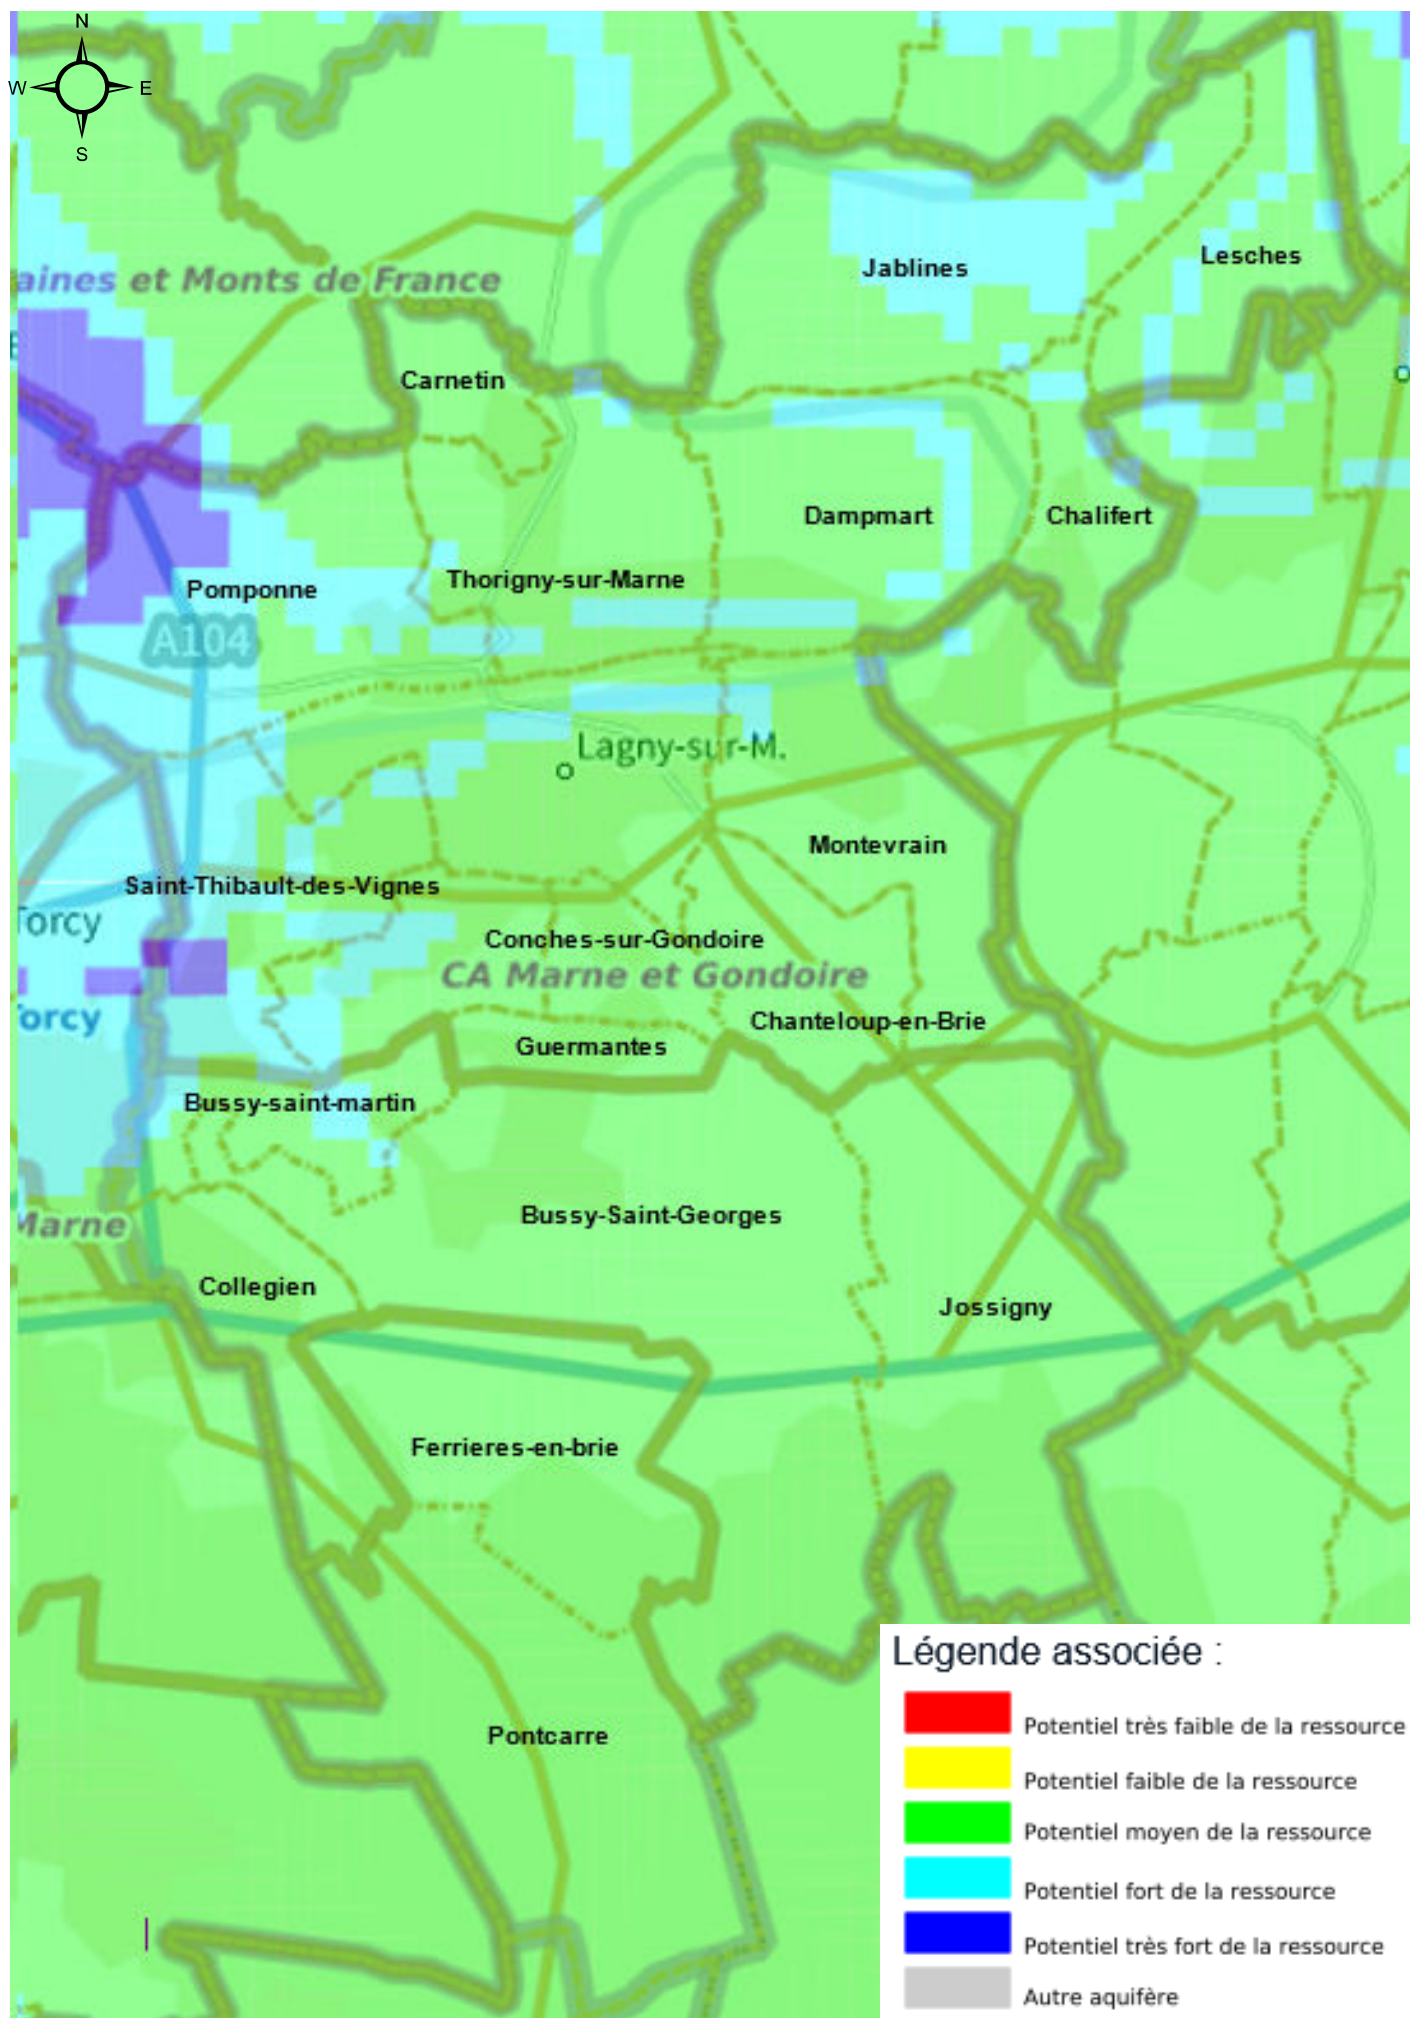 N
W E
S
aines et Monts de France
Jablines
Lesches
Carnetin
Dampmart
Chalifert
Thorigny-sur-Marne
Pomponne
A104
Lagny-sur-M.
Montevrain
Saint-Thibault-des-Vignes
Torcy
Conches-sur-Gondoire
CA Marne et Gondoire
Torcy
Chanteloup-en-Brie
Guermantes
Bussy-saint-martin
Marne
Bussy-Saint-Georges
Collegien
Jossigny
Ferrieres-en-brie
Pontcarre
Légende associée :
Potentiel très faible de la ressource
Potentiel faible de la ressource
Potentiel moyen de la ressource
Potentiel fort de la ressource
Potentiel très fort de la ressource
Autre aquifère